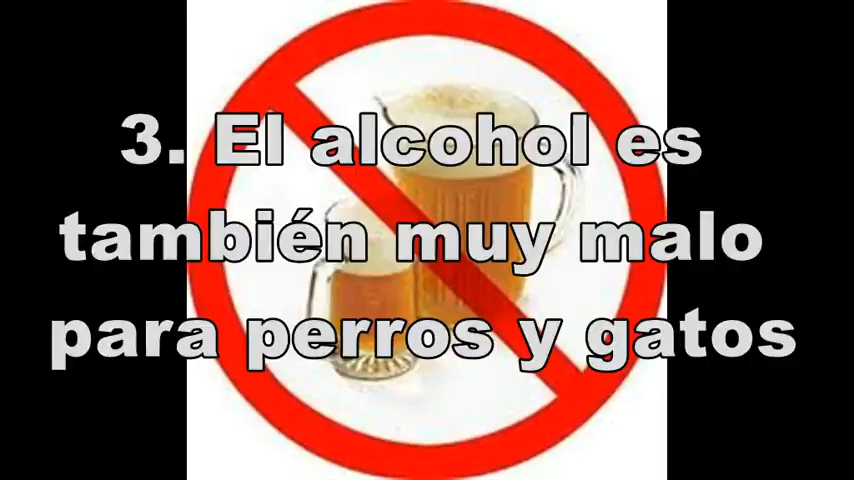 3. El alcohol es
también muy malo
para perros y gatos